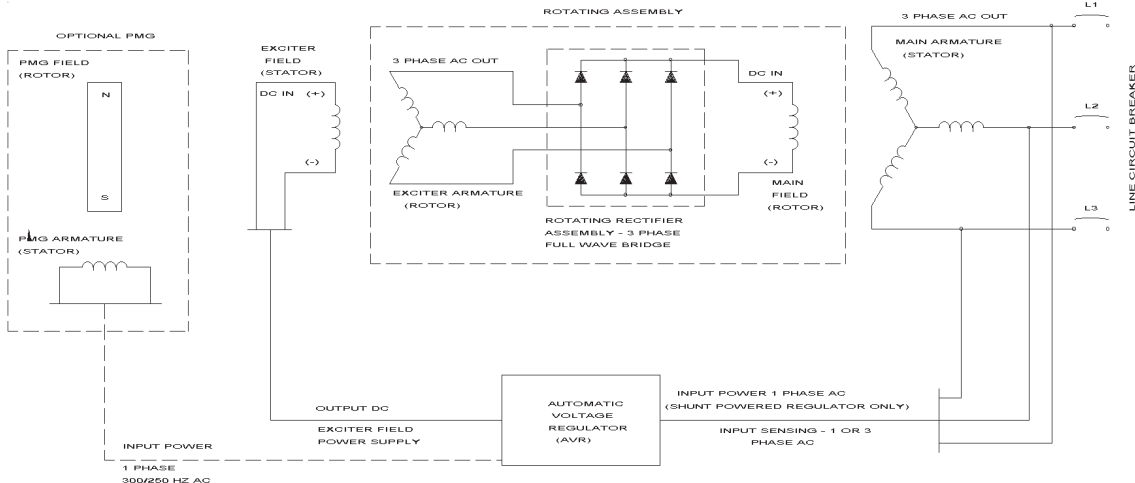 OPTIONAL PMG
PMG FIELD
(ROTOR)
N
S
PMG ARMATURE
(STATOR)
EXCITER
FIELD
(STATOR)
DC IN (+)
(-)
ROTATING ASSEMBLY
3 PHASE AC OUT
EXCITER ARMATURE
(ROTOR)
ROTATING RECTIFIER
ASSEMBLY - 3 PHASE
FULL WAVE BRIDGE
DC IN
(+)
(-)
MAIN
FIELD
(ROTOR)
3 PHASE AC OUT
MAIN ARMATURE
(STATOR)
L1
L2
L3
LINE CIRCUIT BREAKER
AUTOMATIC
VOLTAGE
REGULATOR
(AVR)
OUTPUT DC
EXCITER FIELD
POWER SUPPLY
INPUT POWER
1 PHASE
300/250 HZ AC
INPUT POWER 1 PHASE AC
(SHUNT POWERED REGULATOR ONLY)
INPUT SENSING - 1 OR 3
PHASE AC